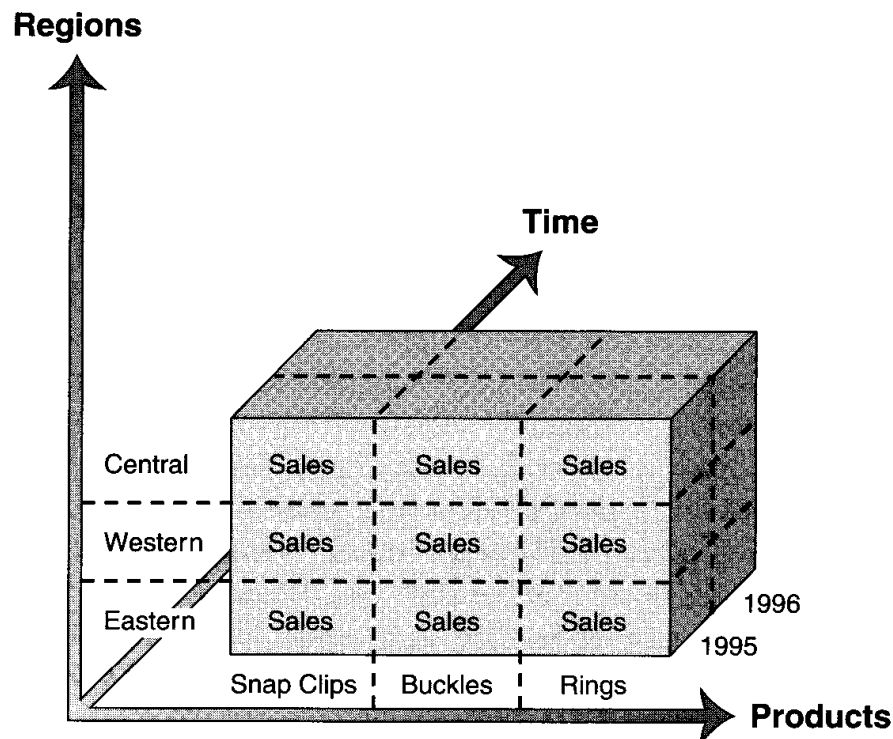 Regions
Time
Central Sales Sales Sales
Western Sales Sales Sales
Eastern Sales Sales Sales
1996
1995
Snap Clips Buckles Rings
Products